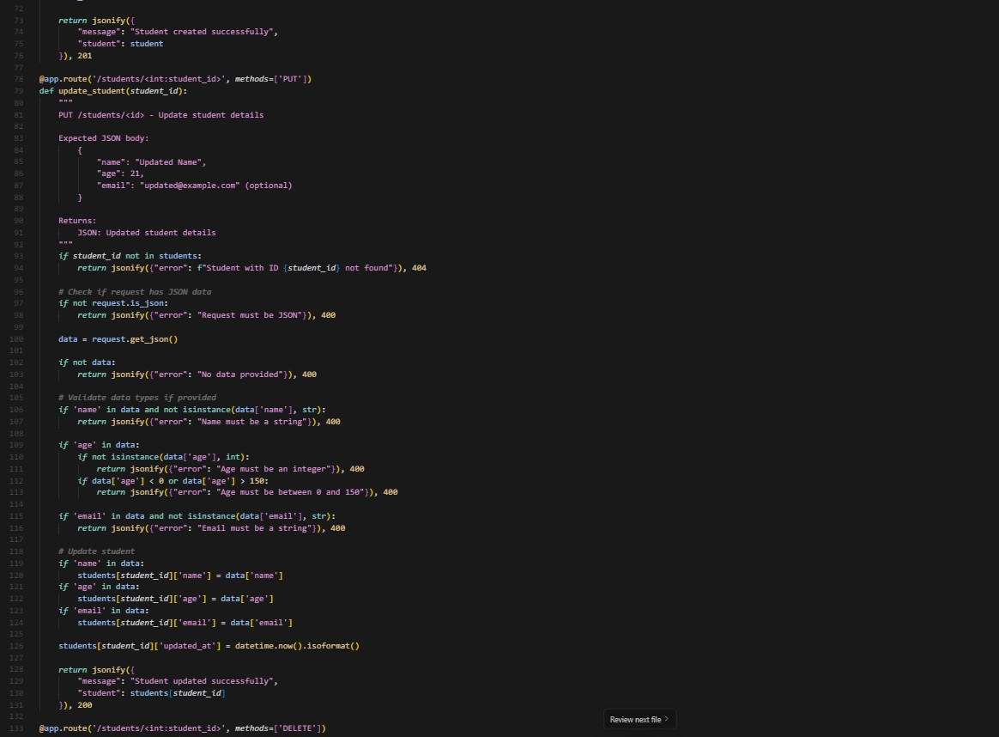 72
73 return jsonify({
74 "message": "Student created successfully",
75 "student": student
76 }), 201
77
78 @app.route('/students/<int:student_id>', methods=['PUT'])
79 def update_student(student_id):
80 """
81 PUT /students/<id> - Update student details
82
83 Expected JSON body:
84 {
85 "name": "Updated Name",
86 "age": 21,
87 "email": "updated@example.com" (optional)
88 }
89
90 Returns:
91 JSON: Updated student details
92 """
93 if student_id not in students:
94 return jsonify({"error": f"Student with ID {student_id} not found"}), 404
95
96 # Check if request has JSON data
97 if not request.is_json:
98 return jsonify({"error": "Request must be JSON"}), 400
99
100 data = request.get_json()
101
102 if not data:
103 return jsonify({"error": "No data provided"}), 400
104
105 # Validate data types if provided
106 if 'name' in data and not isinstance(data['name'], str):
107 return jsonify({"error": "Name must be a string"}), 400
108
109 if 'age' in data:
110 if not isinstance(data['age'], int):
111 return jsonify({"error": "Age must be an integer"}), 400
112 if data['age'] < 0 or data['age'] > 150:
113 return jsonify({"error": "Age must be between 0 and 150"}), 400
114
115 if 'email' in data and not isinstance(data['email'], str):
116 return jsonify({"error": "Email must be a string"}), 400
117
118 # Update student
119 if 'name' in data:
120 students[student_id]['name'] = data['name']
121 if 'age' in data:
122 students[student_id]['age'] = data['age']
123 if 'email' in data:
124 students[student_id]['email'] = data['email']
125
126 students[student_id]['updated_at'] = datetime.now().isoformat()
127
128 return jsonify({
129 "message": "Student updated successfully",
130 "student": students[student_id]
131 }), 200
132
Review next file >
133 @app.route('/students/<int:student_id>', methods=['DELETE'])